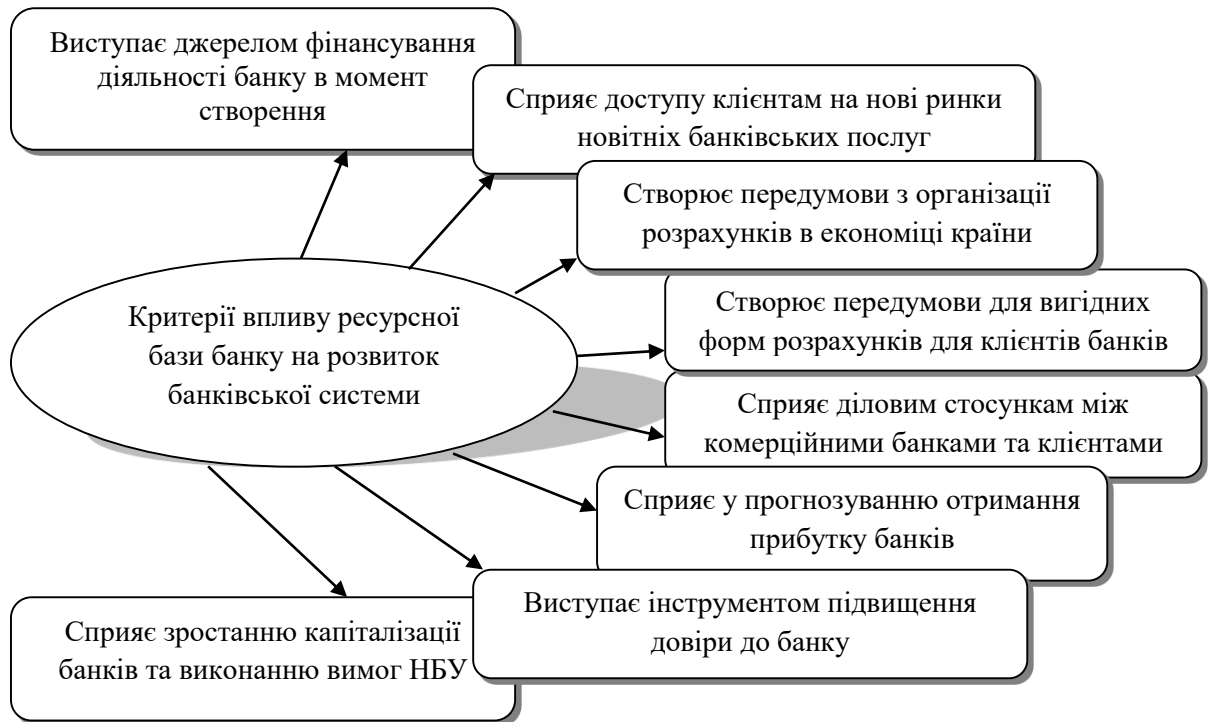 Виступає джерелом фінансування
діяльності банку в момент
створення
Сприяє доступу клієнтам на нові ринки
новітніх банківських послуг
Створює передумови з організації
розрахунків в економіці країни
Створює передумови для вигідних
форм розрахунків для клієнтів банків
Критерії впливу ресурсної
бази банку на розвиток
банківської системи
Сприяє діловим стосункам між
комерційними банками та клієнтами
Сприяє у прогнозуванню отримання
прибутку банків
Виступає інструментом підвищення
довіри до банку
Сприяє зростанню капіталізації
банків та виконанню вимог НБУ